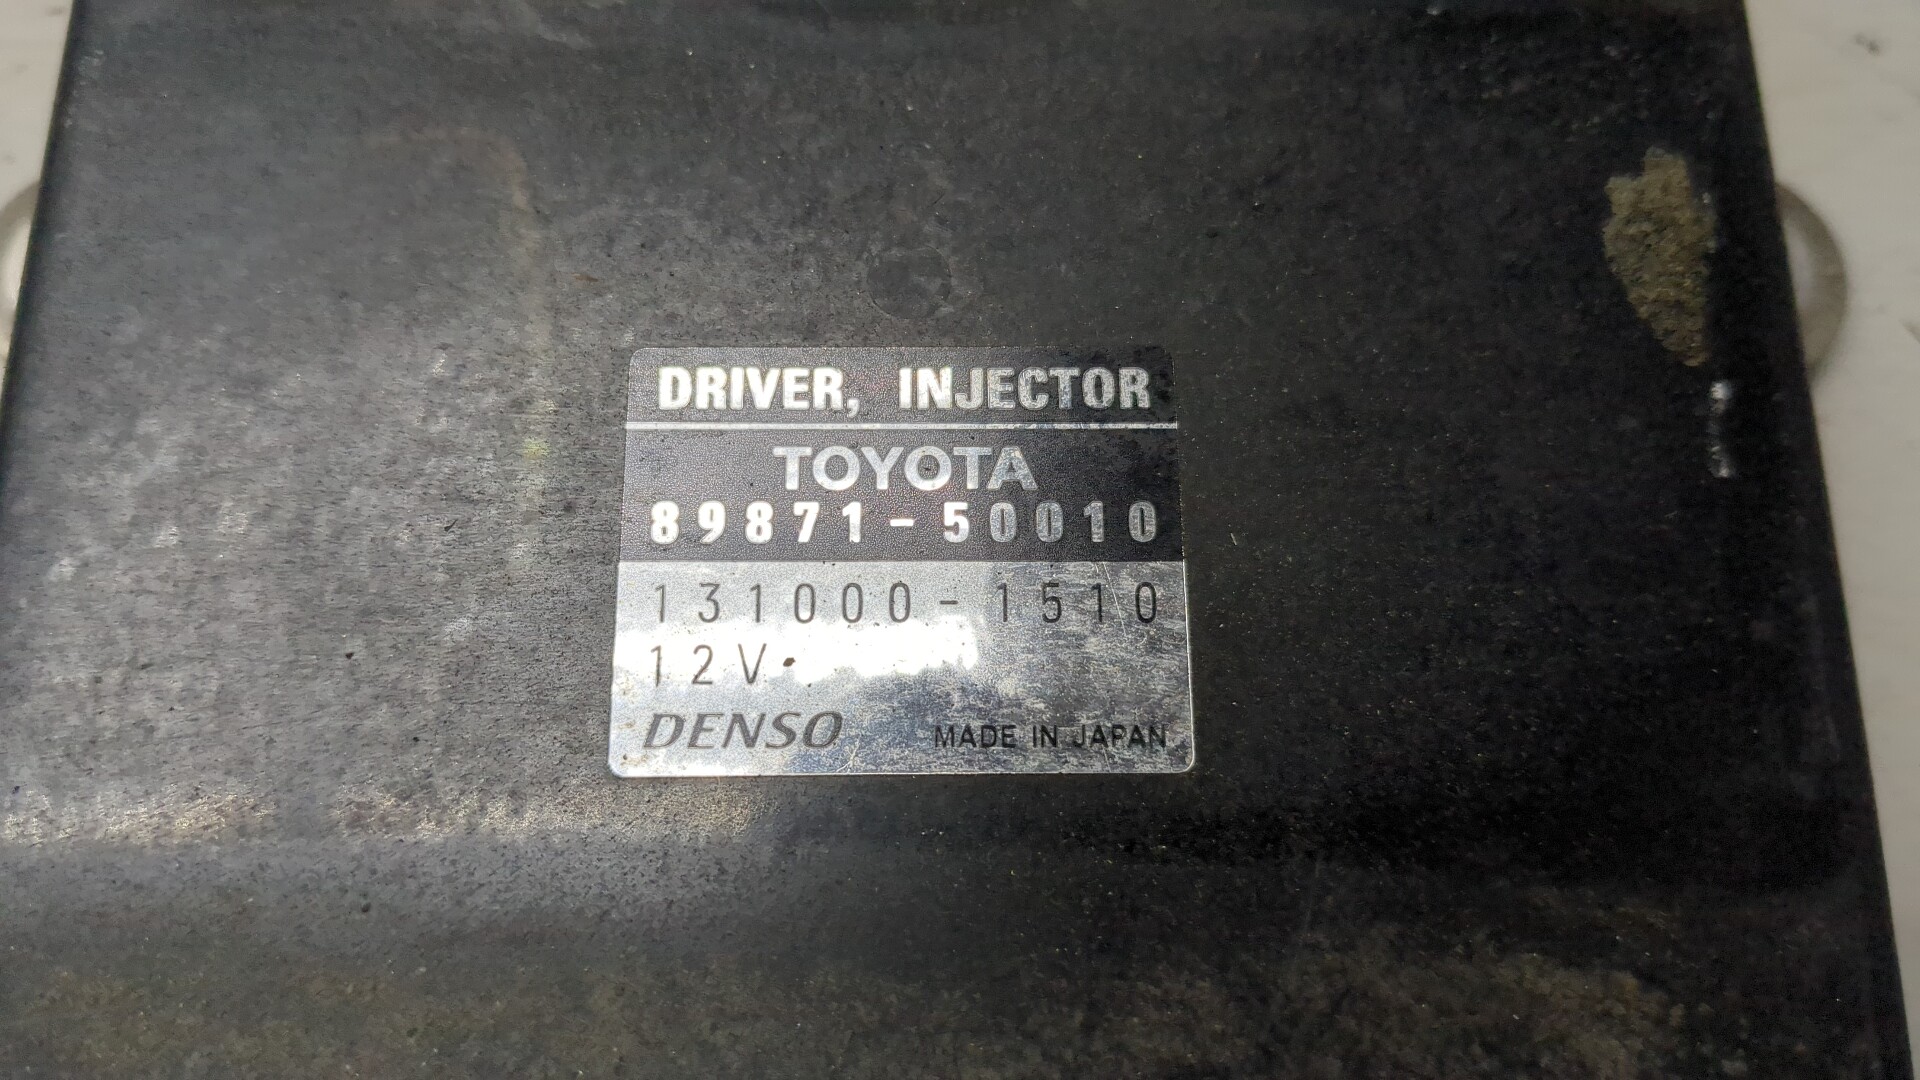 DRIVER, INJECTOR
TOYOTA
89871-50010
131000-1510
12V
DENSO MADE IN JAPAN